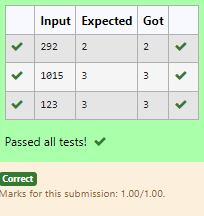 Input Expected Got
292 2 2
1015 3 3
123 3 3
Passed all tests!
Correct
Marks for this submission: 1.00/1.00.